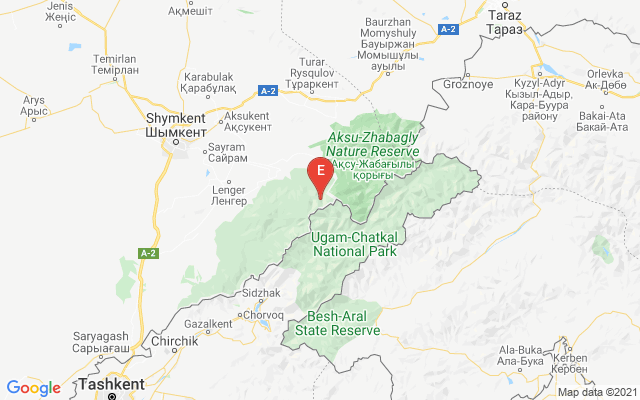 Jenis
Женіс
Ақмешіт
Temirlan
Темірлан
Karabulak
Қарабұлақ
A-2
Turar
Rysqulov
Тұраркент
Baurzhan
Momyshuly
Бауыржан
Момышұлы
ауылы
A-2
Taraz
Тараз
Groznoye
Kyzyl-Adyr
Кызыл-Адыр,
Кара-Буура
району
Orlevka
Ак-Дөбө
Bakai-Ata
Бакай-Ата
Arys
Арыс
Shymkent
Шымкент
Aksukent
Ақсукент
Sayram
Сайрам
Lenger
Ленгер
Aksu-Zhabagly
Nature Reserve
Ақсу-Жабағылы
қорығы
E
Ugam-Chatkal
National Park
A-2
Sidzhak
Chorvoq
Gazalkent
Besh-Aral
State Reserve
Saryagash
Сарыағаш
Chirchik
Tashkent
Ala-Buka
Ала-Бука
Kerben
Кербен
Google
Map data ©2021